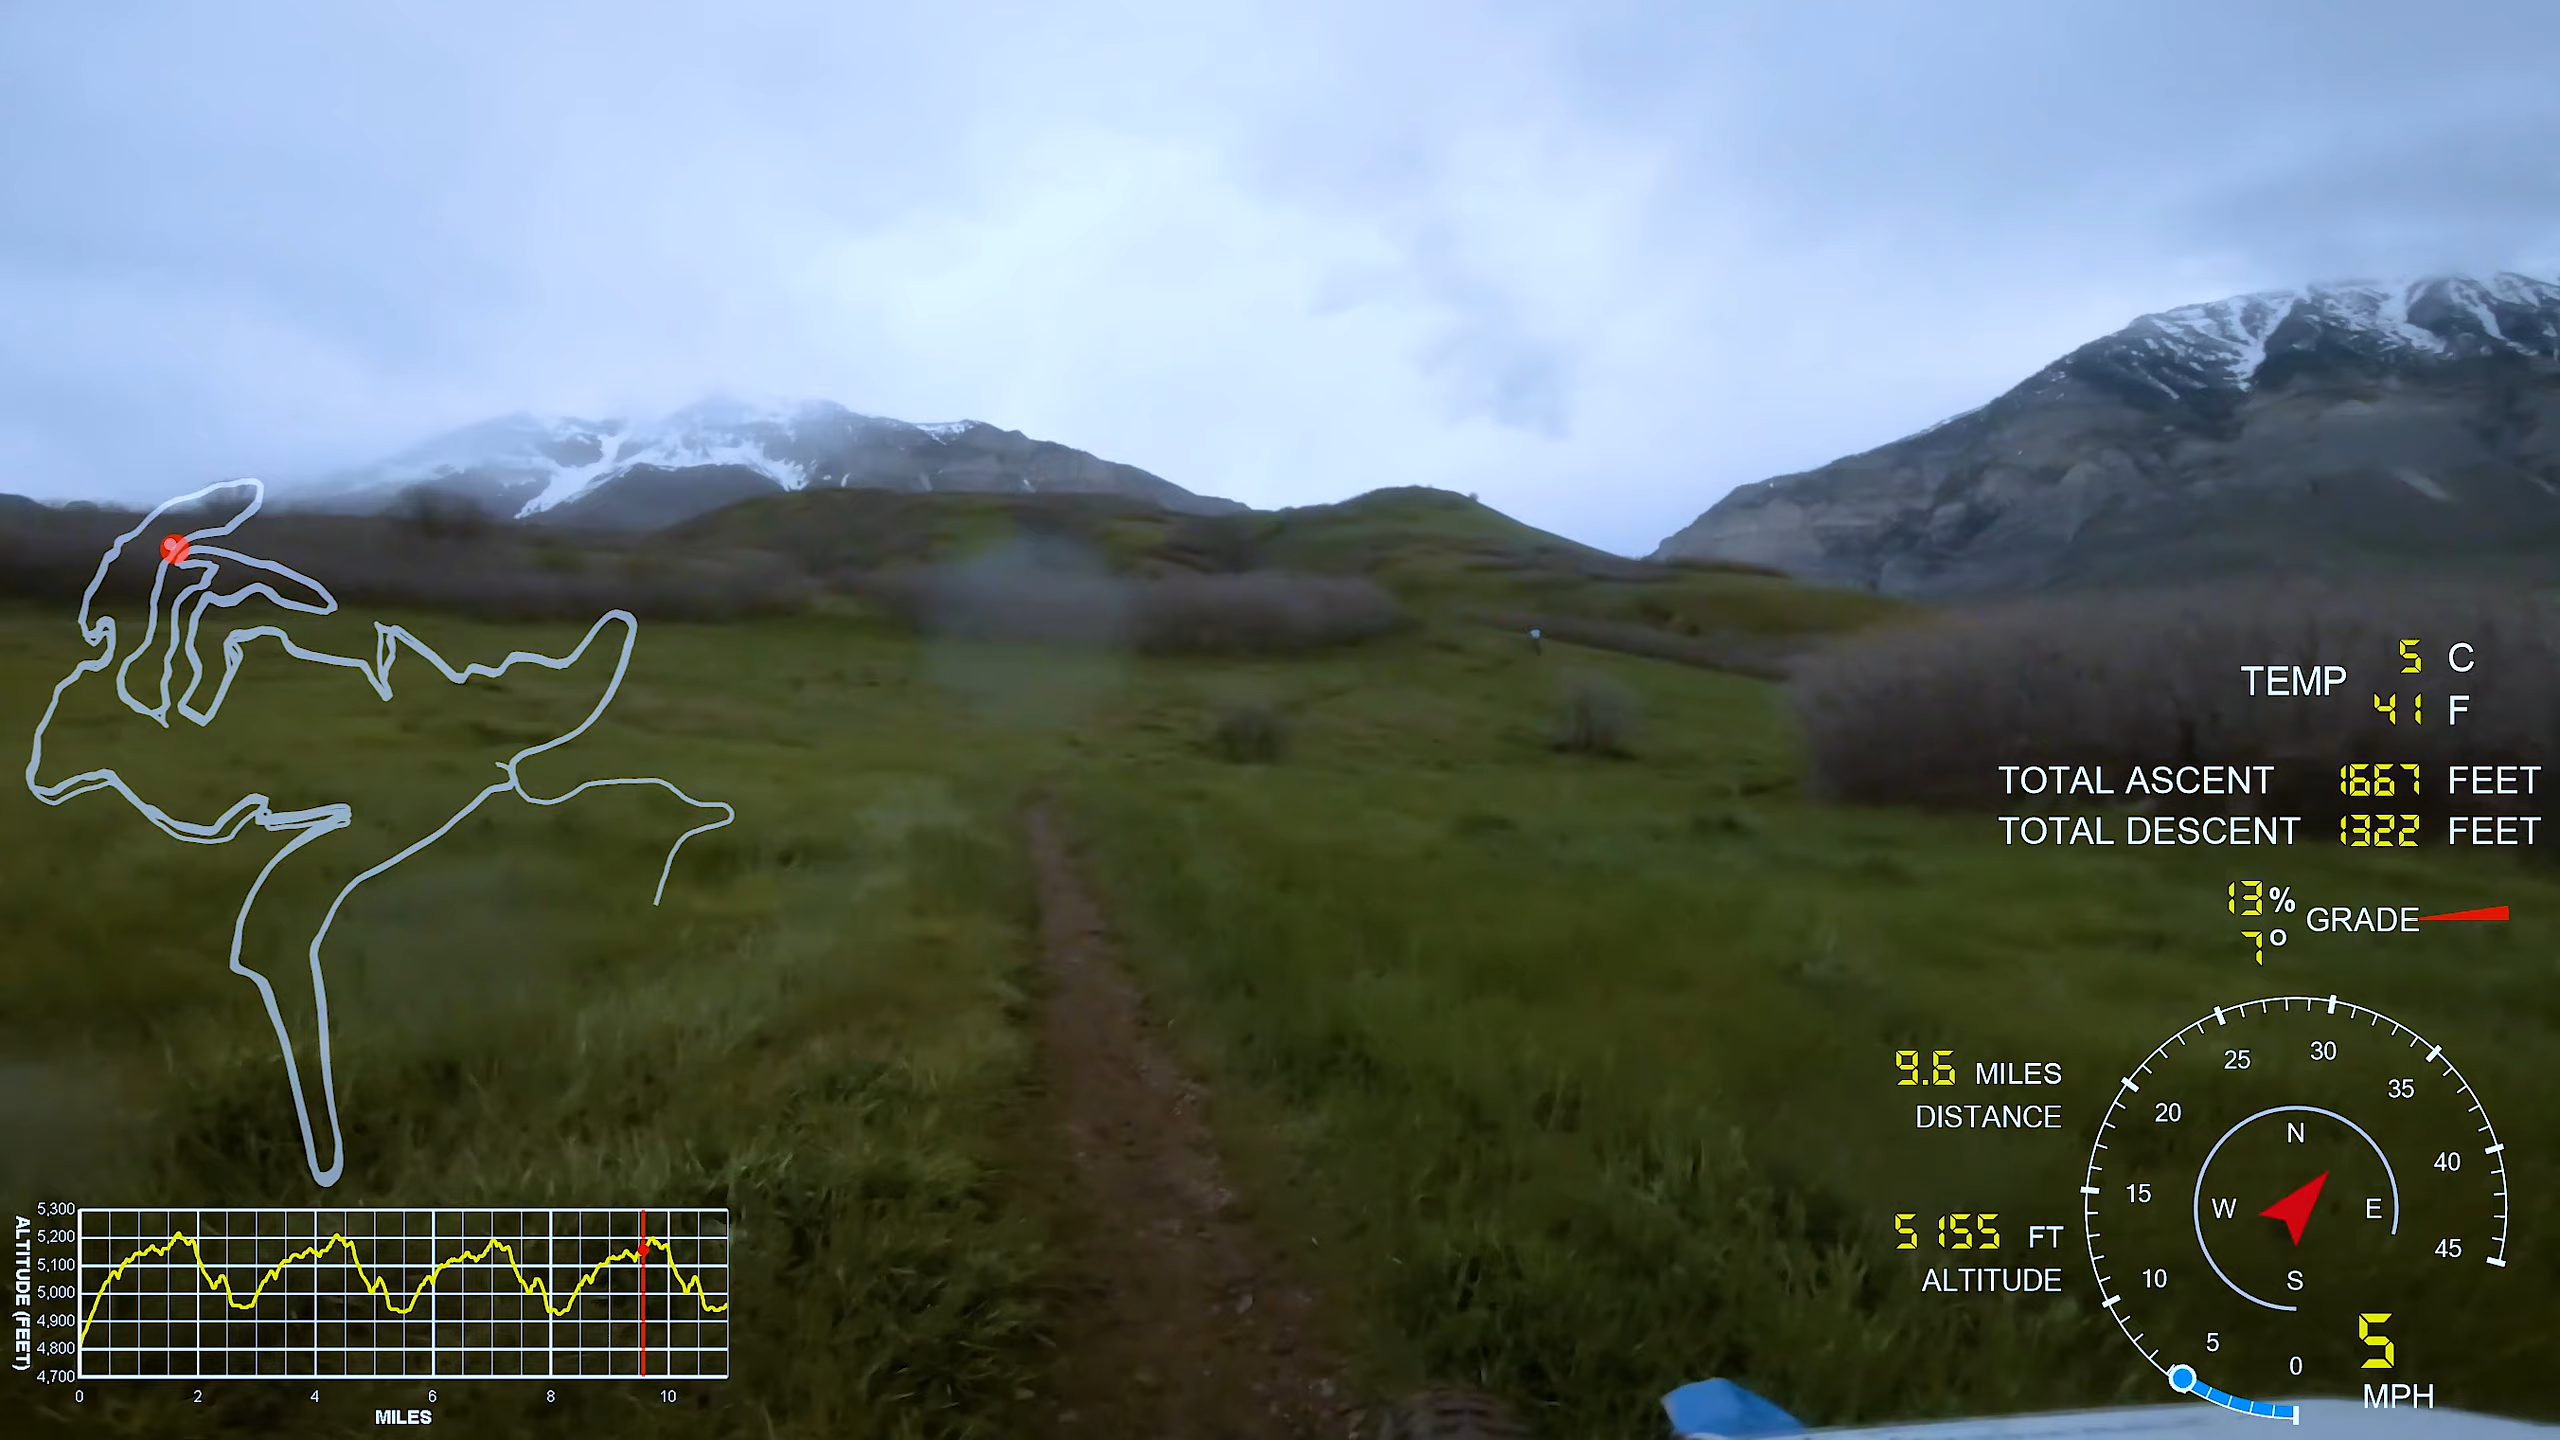 TEMP 5 C
41 F
TOTAL ASCENT 1667 FEET
TOTAL DESCENT 1322 FEET
13%
7° GRADE
9.6 MILES
DISTANCE
5155 FT
ALTITUDE
0 5 10 15 20 25 30 35 40 45
N
W E
S
5
MPH
ALTITUDE (FEET)
5,300
5,200
5,100
5,000
4,900
4,800
4,700
0 2 4 6 8 10
MILES